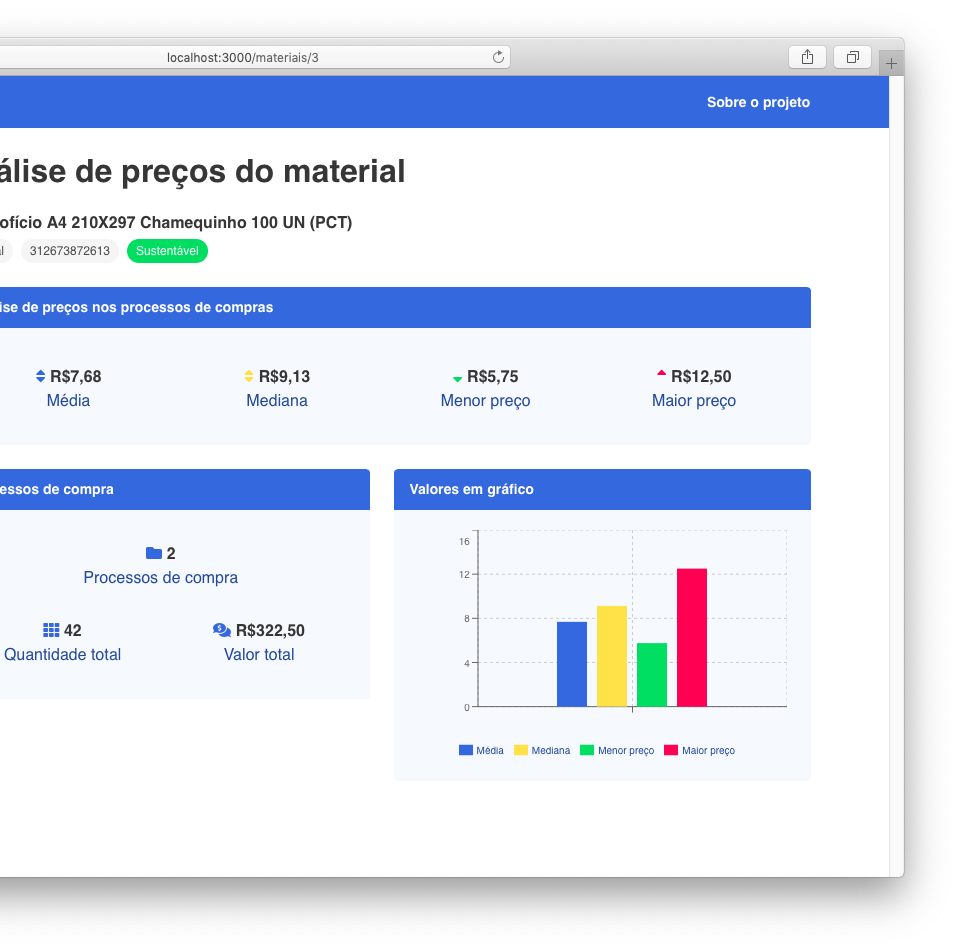 localhost:3000/materiais/3
Sobre o projeto
álise de preços do material
ofício A4 210X297 Chamequinho 100 UN (PCT)
al 312673872613 Sustentável
ise de preços nos processos de compras
R$7,68 R$9,13 R$5,75 R$12,50
Média Mediana Menor preço Maior preço
essos de compra
2
Processos de compra
42 R$322,50
Quantidade total Valor total
Valores em gráfico
16
12
8
4
0
Média Mediana Menor preço Maior preço